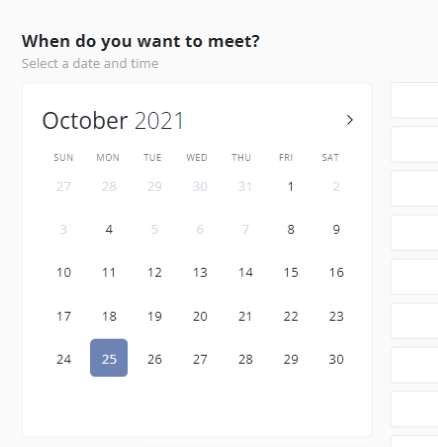 When do you want to meet?
Select a date and time
October 2021 >
SUN MON TUE WED THU FRI SAT
27 28 29 30 31 1 2
3 4 5 6 7 8 9
10 11 12 13 14 15 16
17 18 19 20 21 22 23
24 25 26 27 28 29 30